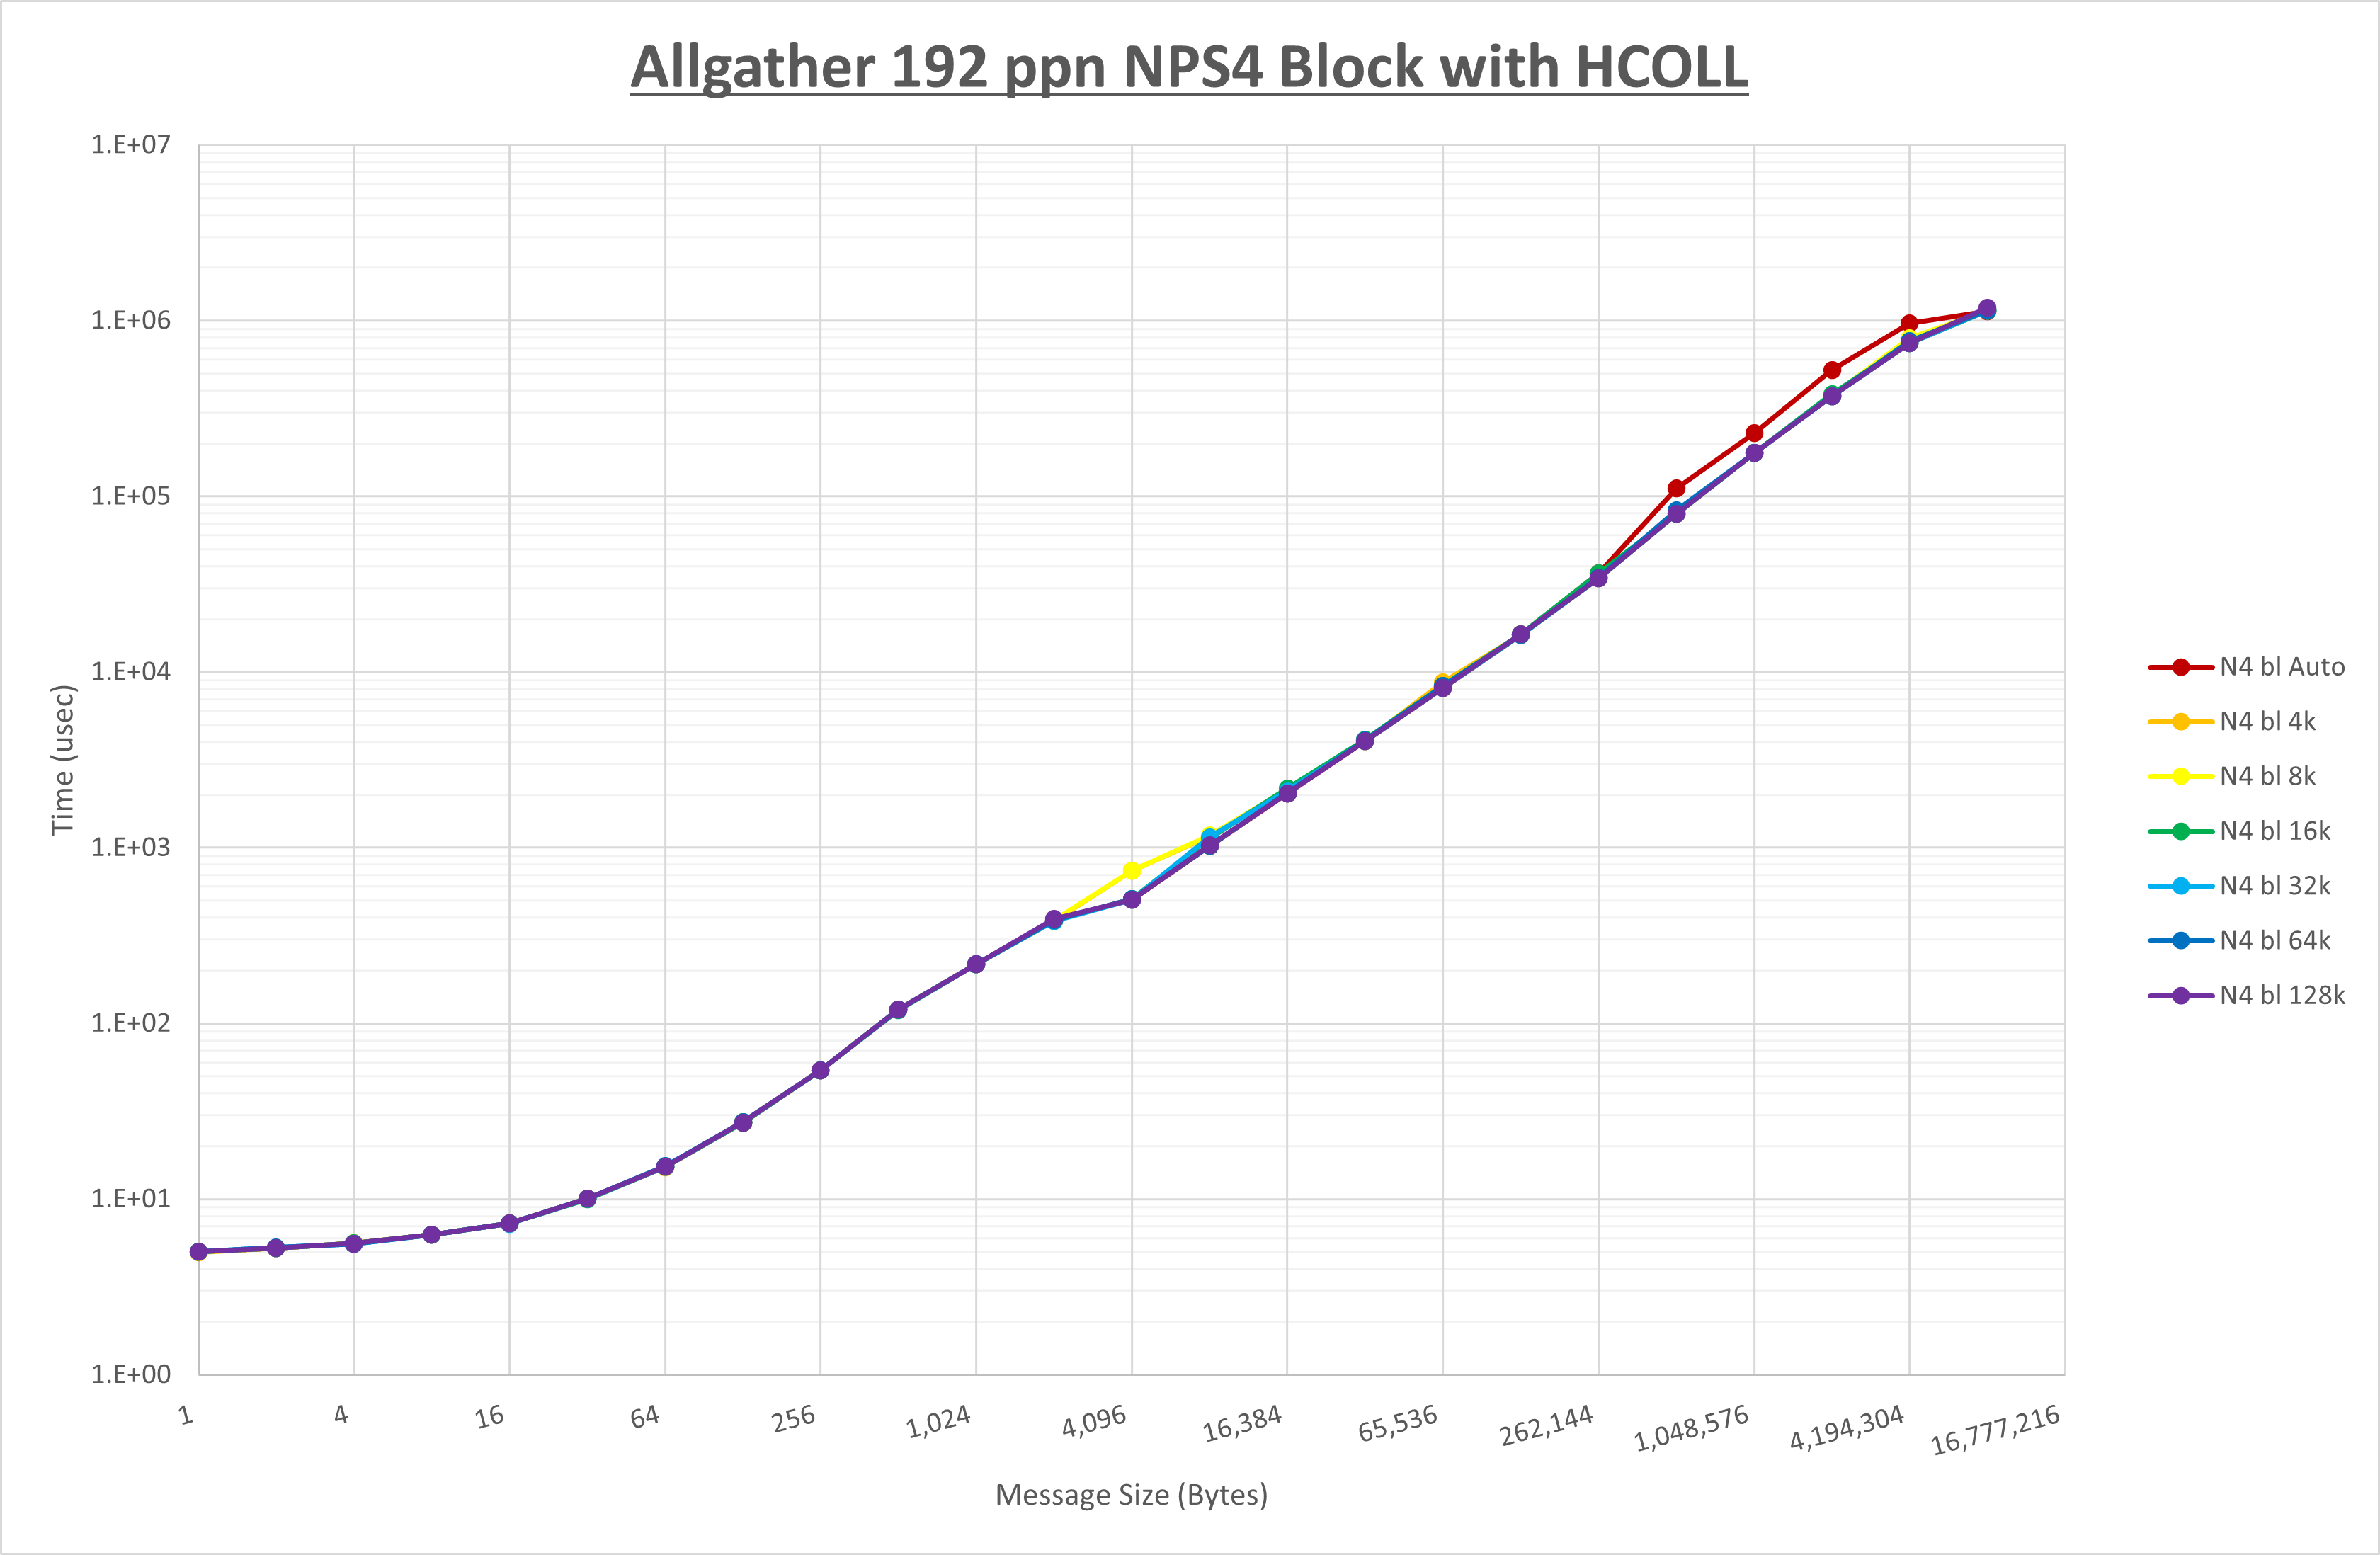 Allgather 192 ppn NPS4 Block with HCOLL
1.E+07
1.E+06
1.E+05
1.E+04
1.E+03
1.E+02
1.E+01
1.E+00
Time (usec)
1 4 16 64 256 1,024 4,096 16,384 65,536 262,144 1,048,576 4,194,304 16,777,216
Message Size (Bytes)
N4 bl Auto
N4 bl 4k
N4 bl 8k
N4 bl 16k
N4 bl 32k
N4 bl 64k
N4 bl 128k